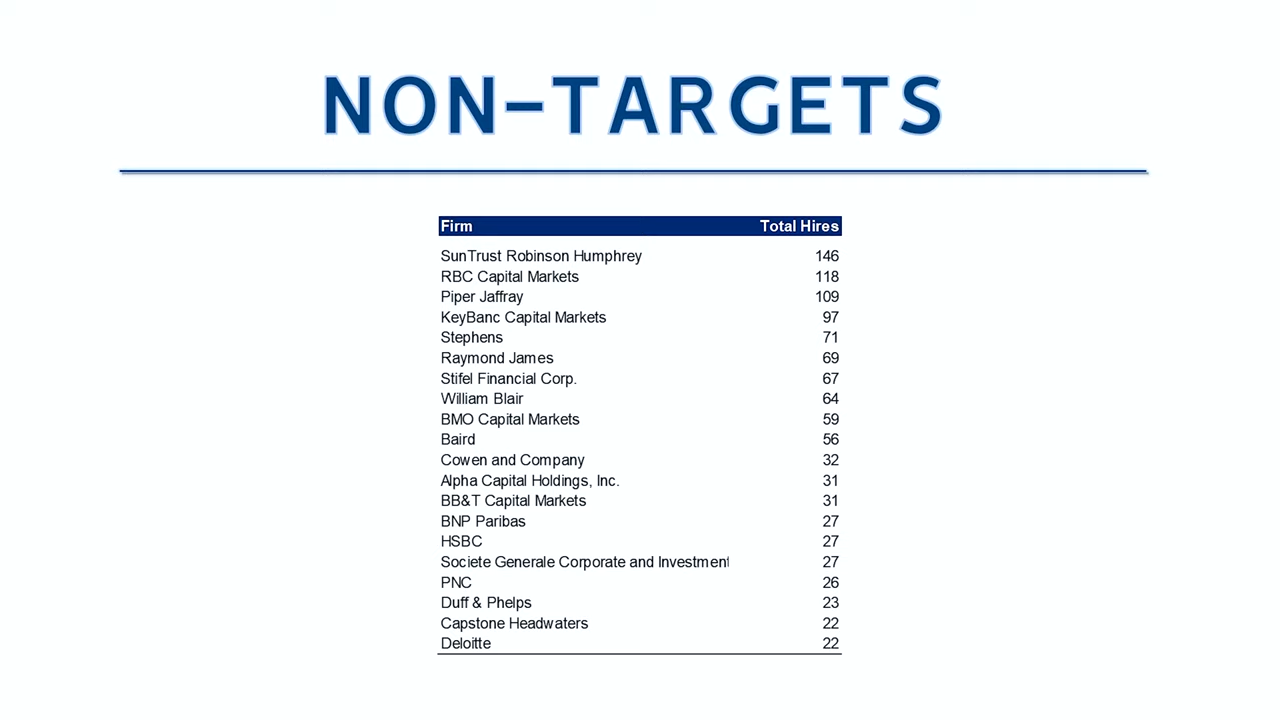 NON-TARGETS
Firm Total Hires
SunTrust Robinson Humphrey 146
RBC Capital Markets 118
Piper Jaffray 109
KeyBanc Capital Markets 97
Stephens 71
Raymond James 69
Stifel Financial Corp. 67
William Blair 64
BMO Capital Markets 59
Baird 56
Cowen and Company 32
Alpha Capital Holdings, Inc. 31
BB&T Capital Markets 31
BNP Paribas 27
HSBC 27
Societe Generale Corporate and Investment 27
PNC 26
Duff & Phelps 23
Capstone Headwaters 22
Deloitte 22